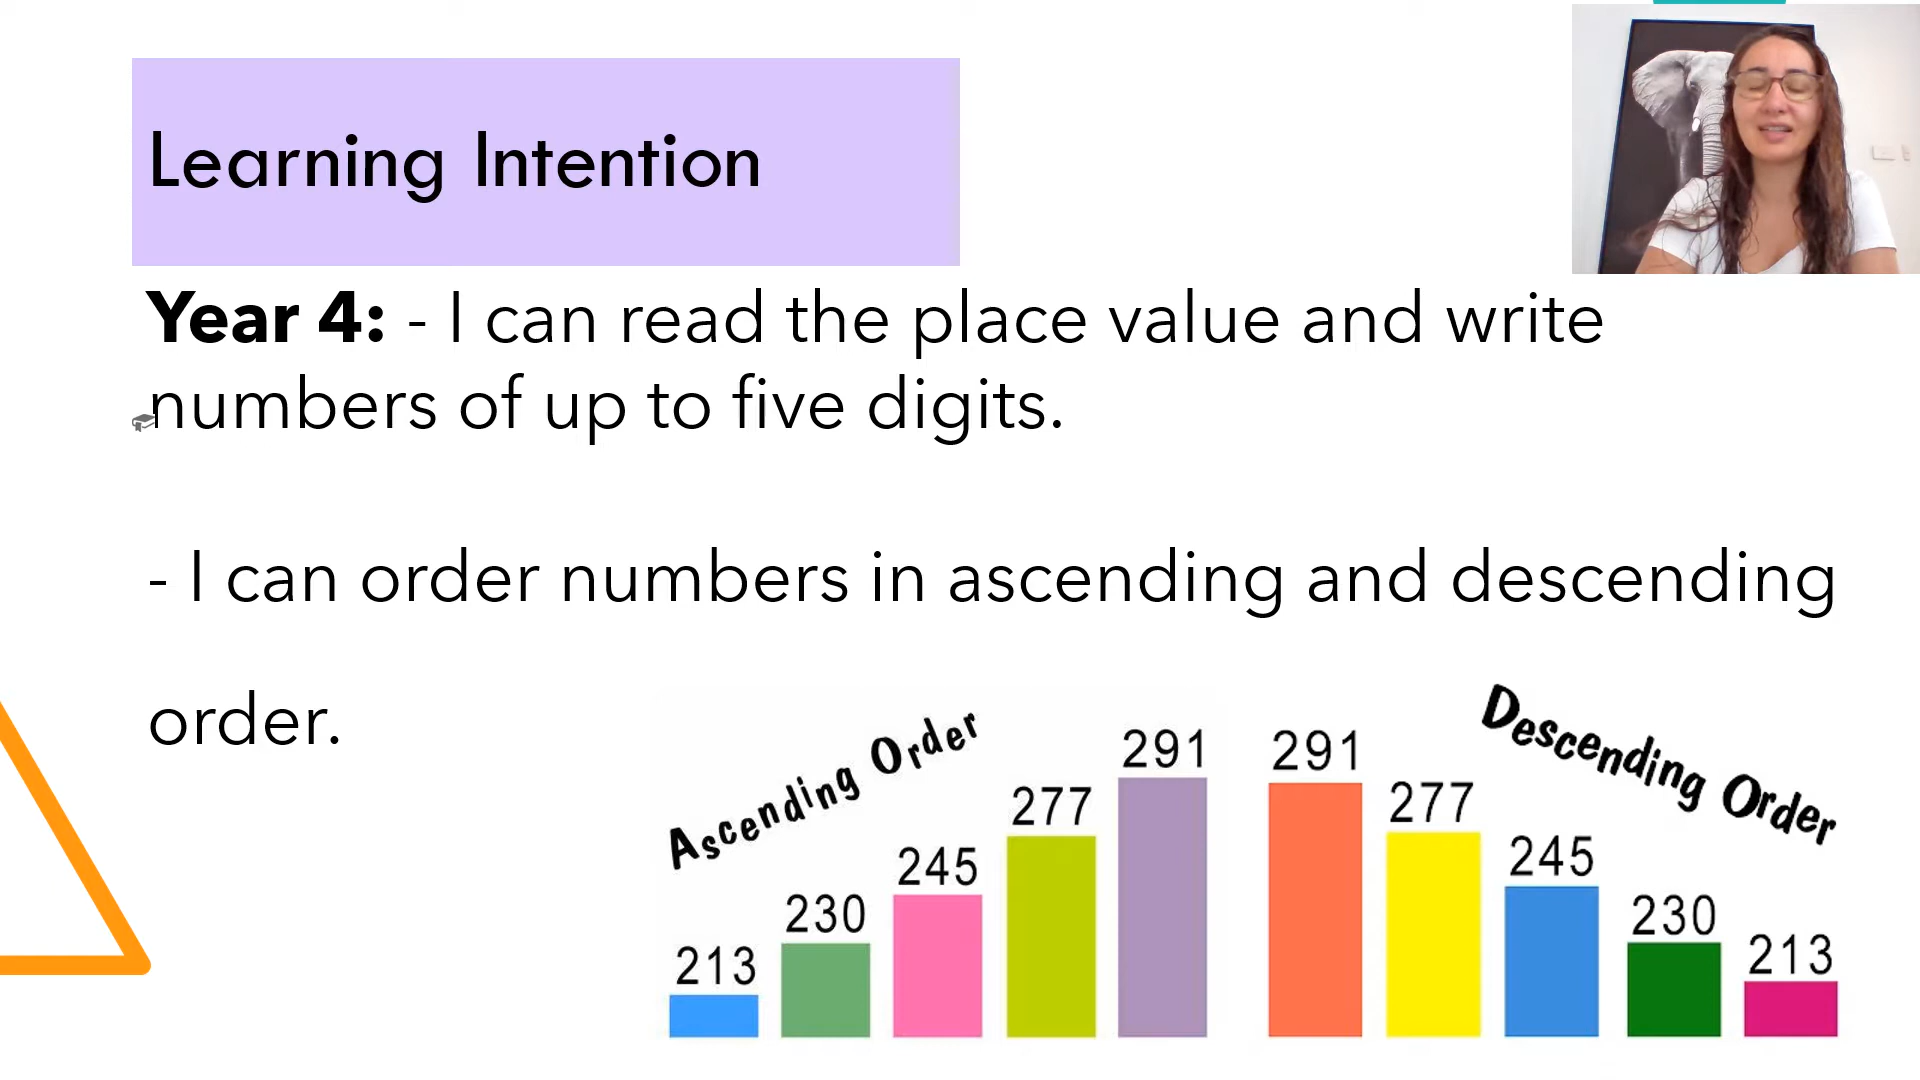 Learning Intention
Year 4: - I can read the place value and write
numbers of up to five digits.
- I can order numbers in ascending and descending
order.
Ascending Order
213
230
245
277
291
Descending Order
291
277
245
230
213